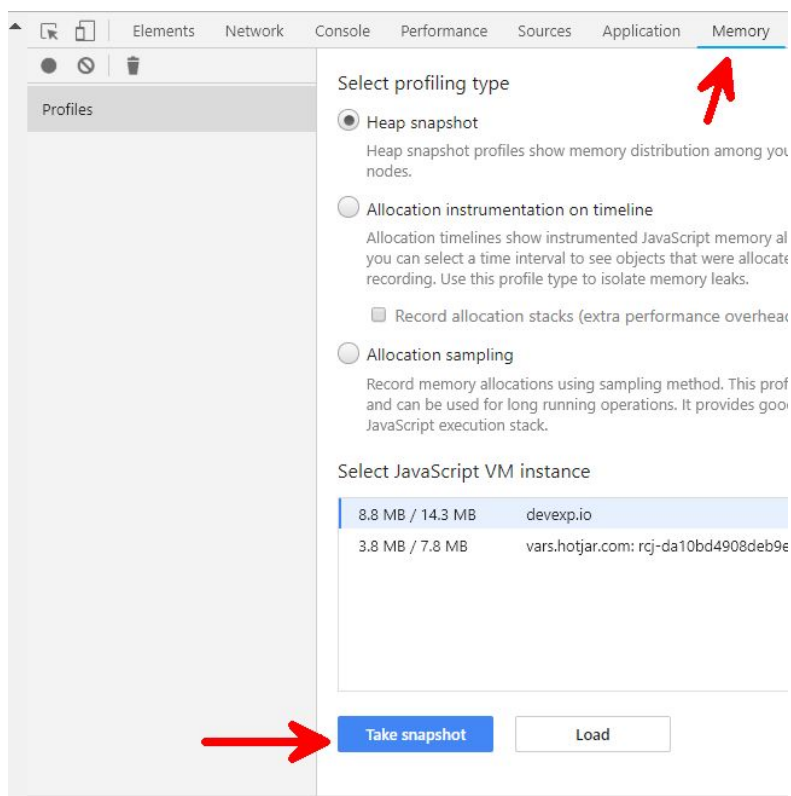 Elements Network Console Performance Sources Application Memory
Profiles
Select profiling type
Heap snapshot
Heap snapshot profiles show memory distribution among you
nodes.
Allocation instrumentation on timeline
Allocation timelines show instrumented JavaScript memory al
you can select a time interval to see objects that were allocate
recording. Use this profile type to isolate memory leaks.
Record allocation stacks (extra performance overhead
Allocation sampling
Record memory allocations using sampling method. This prof
and can be used for long running operations. It provides goo
JavaScript execution stack.
Select JavaScript VM instance
8.8 MB / 14.3 MB devexp.io
3.8 MB / 7.8 MB vars.hotjar.com: rcj-da10bd4908deb9e
Take snapshot Load